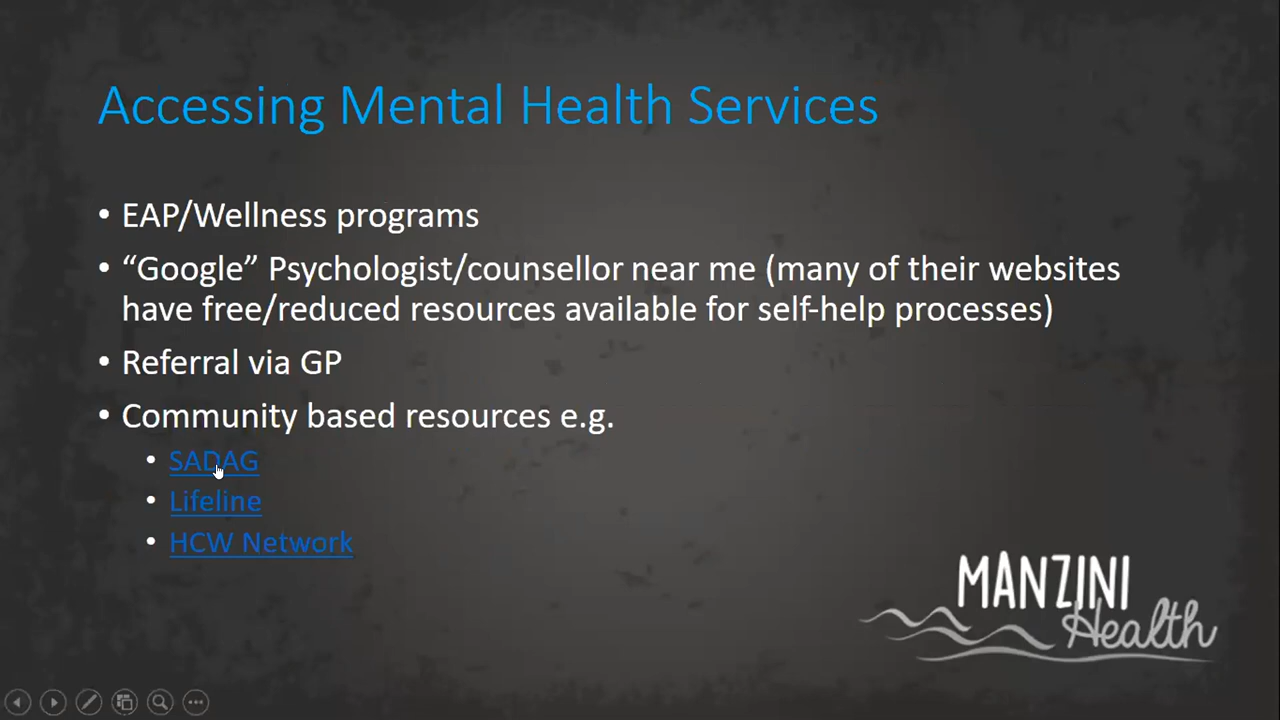 Accessing Mental Health Services
• EAP/Wellness programs
• “Google” Psychologist/counsellor near me (many of their websites
have free/reduced resources available for self-help processes)
• Referral via GP
• Community based resources e.g.
• SADAG
• Lifeline
• HCW Network
MANZINI
Health